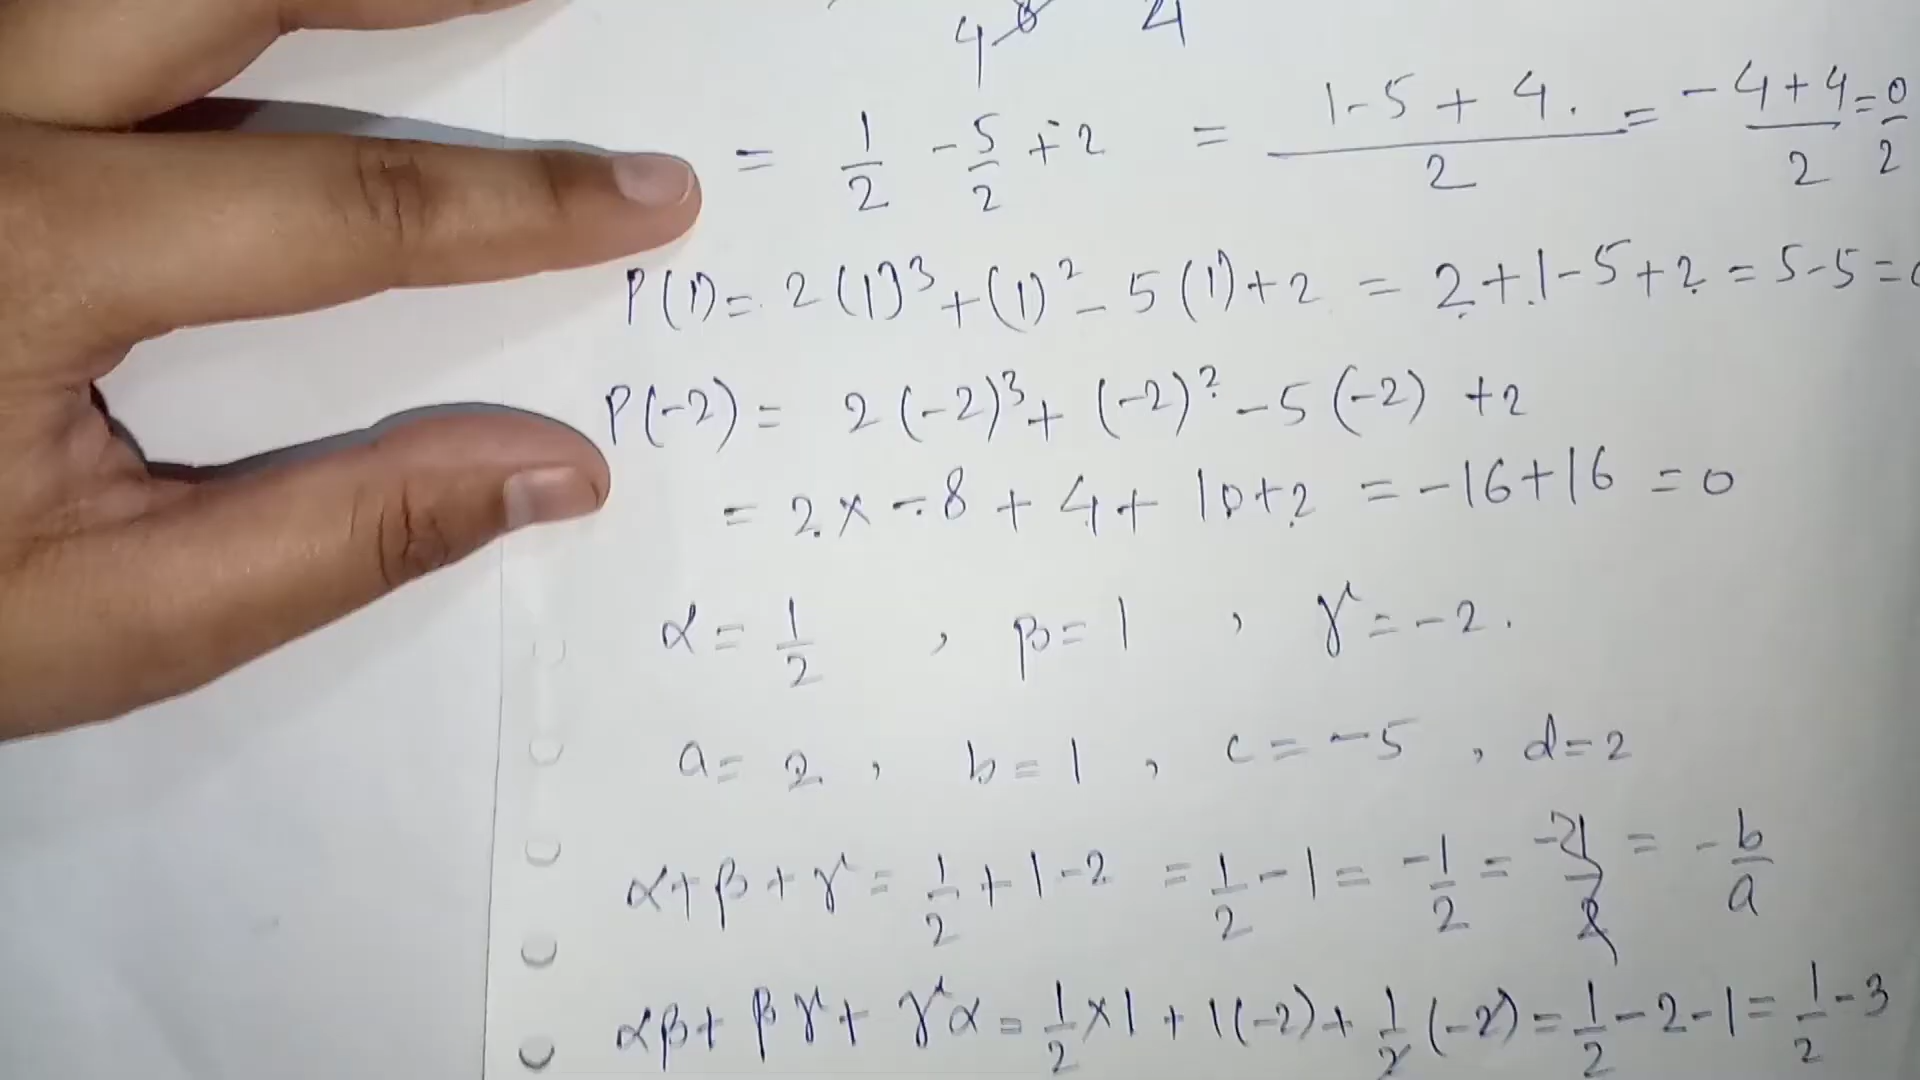 4 8 4
= 1/2 - 5/2 + 2 = (1-5+4.)/2 = (-4+4)/2 = 0/2
P(1) = 2(1)³ + (1)² - 5(1) + 2 = 2+1-5+2 = 5-5 =
P(-2) = 2(-2)³ + (-2)² - 5(-2) + 2
= 2 × -8 + 4 + 10+2 = -16+16 = 0
α = 1/2 , β = 1 , γ = -2.
a = 2 , b = 1 , c = -5 , d = 2
α+β+γ = 1/2 + 1 - 2 = 1/2 - 1 = -1/2 = = -b/a
αβ + βγ + γα = 1/2 × 1 + 1(-2) + 1/2 (-2) = 1/2 - 2 - 1 = 1/2 - 3